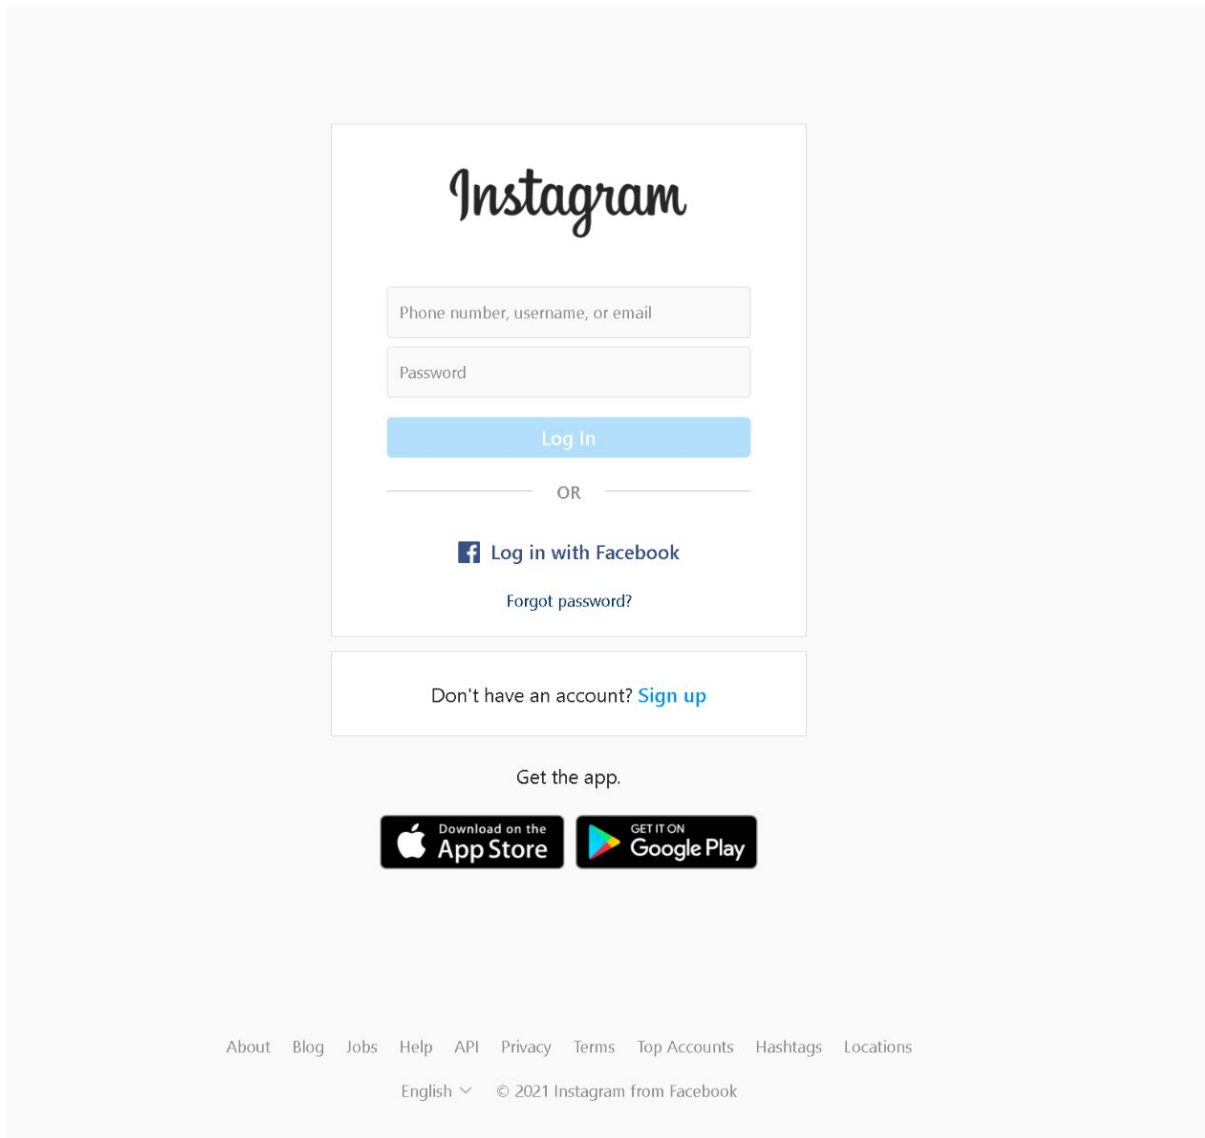 Instagram
Phone number, username, or email
Password
Log In
OR
Log in with Facebook
Forgot password?
Don't have an account? Sign up
Get the app.
Download on the App Store
GET IT ON Google Play
About Blog Jobs Help API Privacy Terms Top Accounts Hashtags Locations
English © 2021 Instagram from Facebook